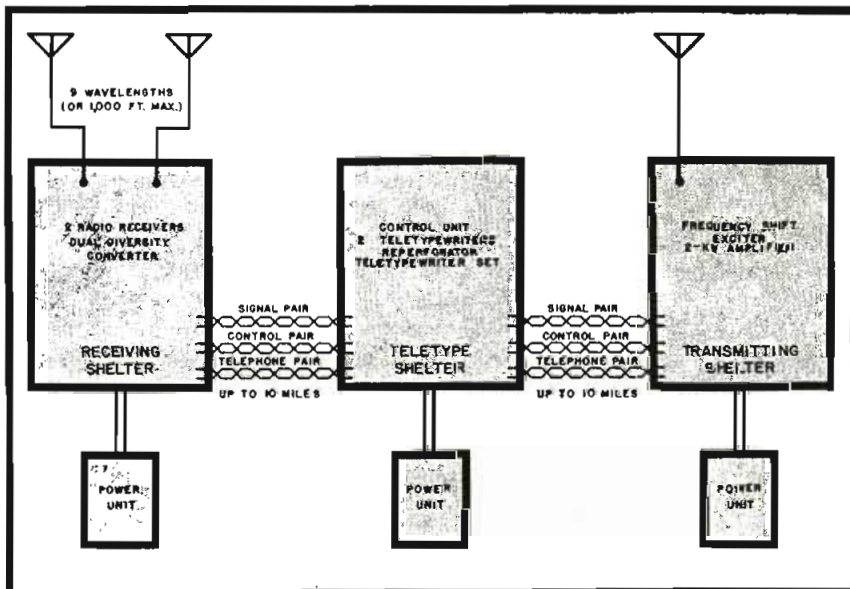 9 WAVELENGTHS
(OR 1,000 FT. MAX.)
2 RADIO RECEIVERS
DUAL DIVERSITY
CONVERTER
RECEIVING
SHELTER
SIGNAL PAIR
CONTROL PAIR
TELEPHONE PAIR
UP TO 10 MILES
CONTROL UNIT
2 TELETYPEWRITERS
REPERFORATOR
TELETYPEWRITER SET
TELETYPE
SHELTER
SIGNAL PAIR
CONTROL PAIR
TELEPHONE PAIR
UP TO 10 MILES
FREQUENCY SHIFT
EXCITER
2-KV AMPLIFIER
TRANSMITTING
SHELTER
POWER
UNIT
POWER
UNIT
POWER
UNIT